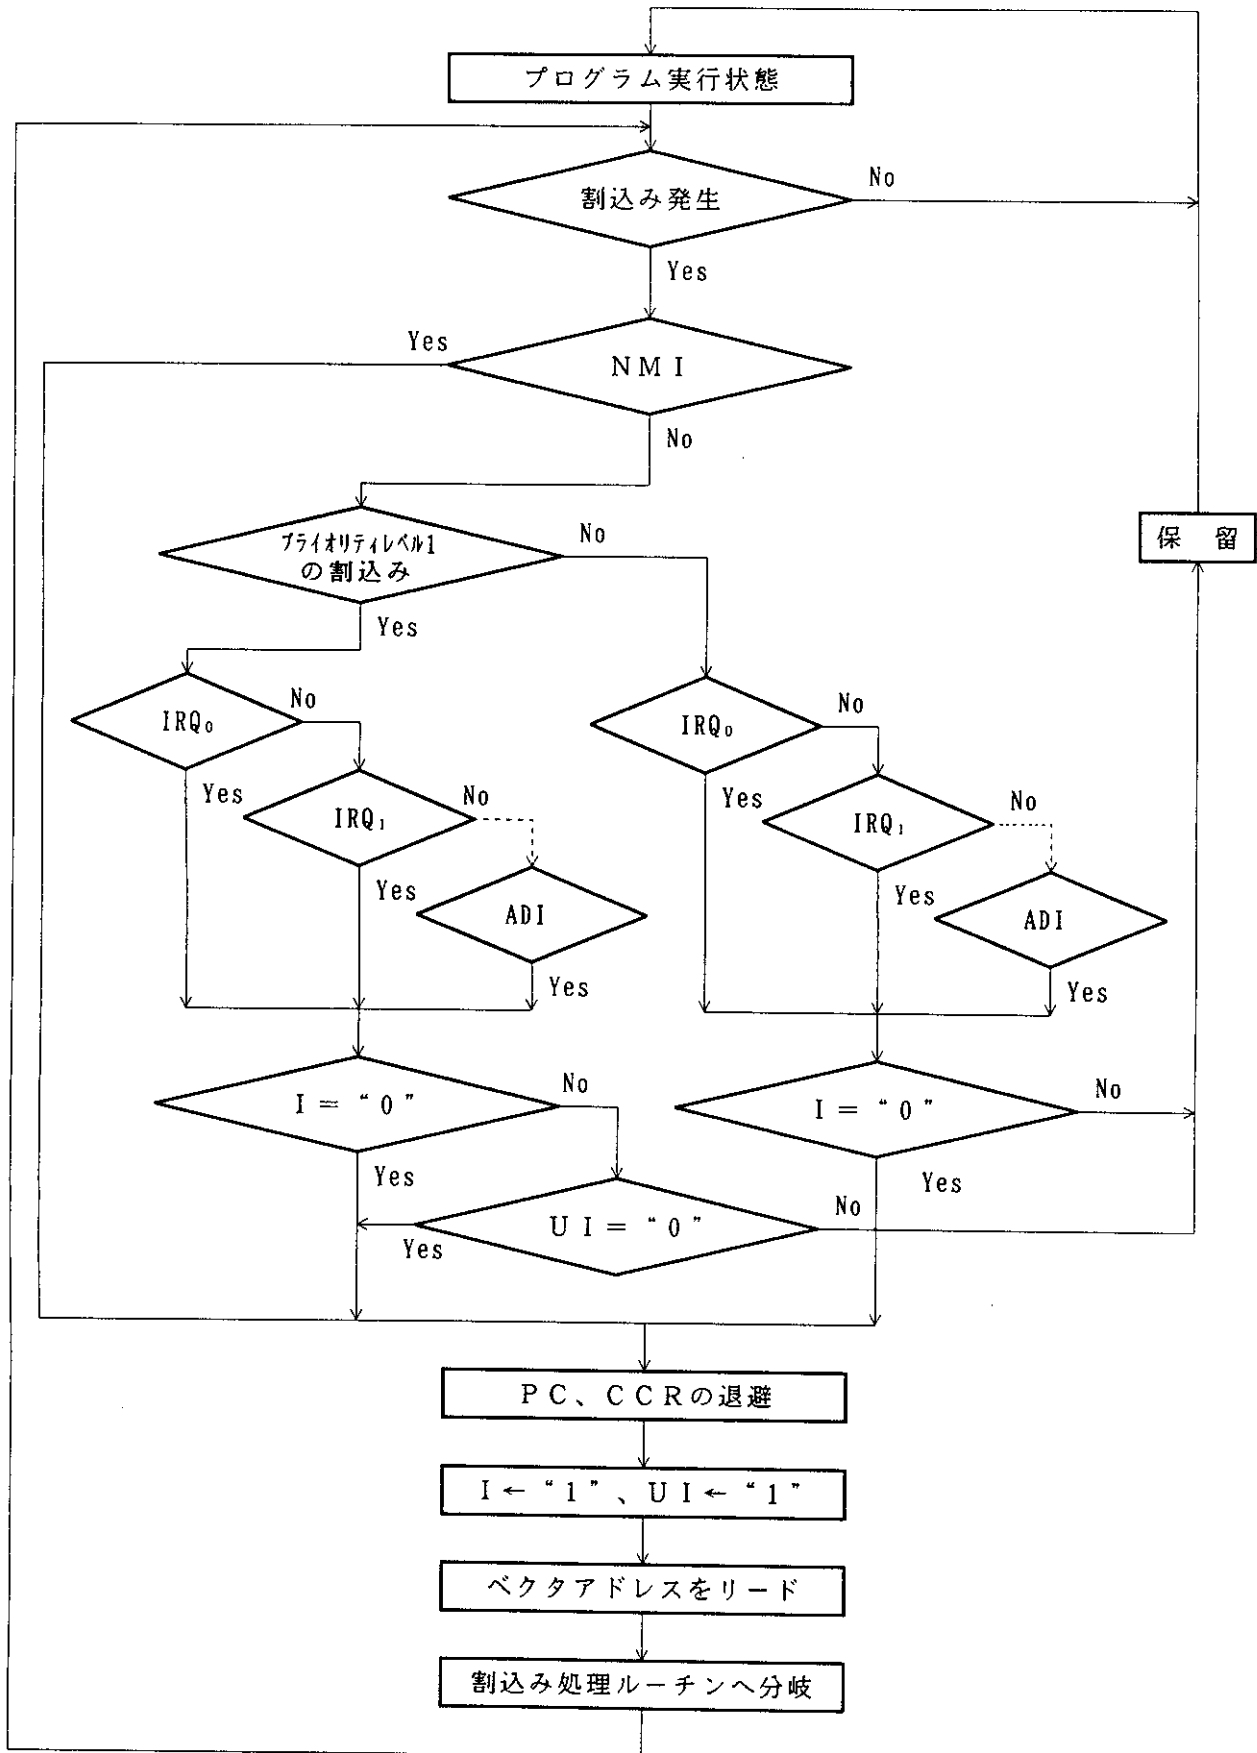 プログラム実行状態
割込み発生
No
Yes
NMI
Yes
No
プライオリティレベル1
の割込み
No
Yes
保 留
IRQ₀
No
Yes
IRQ₁
No
Yes
ADI
Yes
IRQ₀
No
Yes
IRQ₁
No
Yes
ADI
Yes
I＝“0”
No
Yes
I＝“0”
No
Yes
UI＝“0”
No
Yes
PC、CCRの退避
I←“1”、UI←“1”
ベクタアドレスをリード
割込み処理ルーチンへ分岐